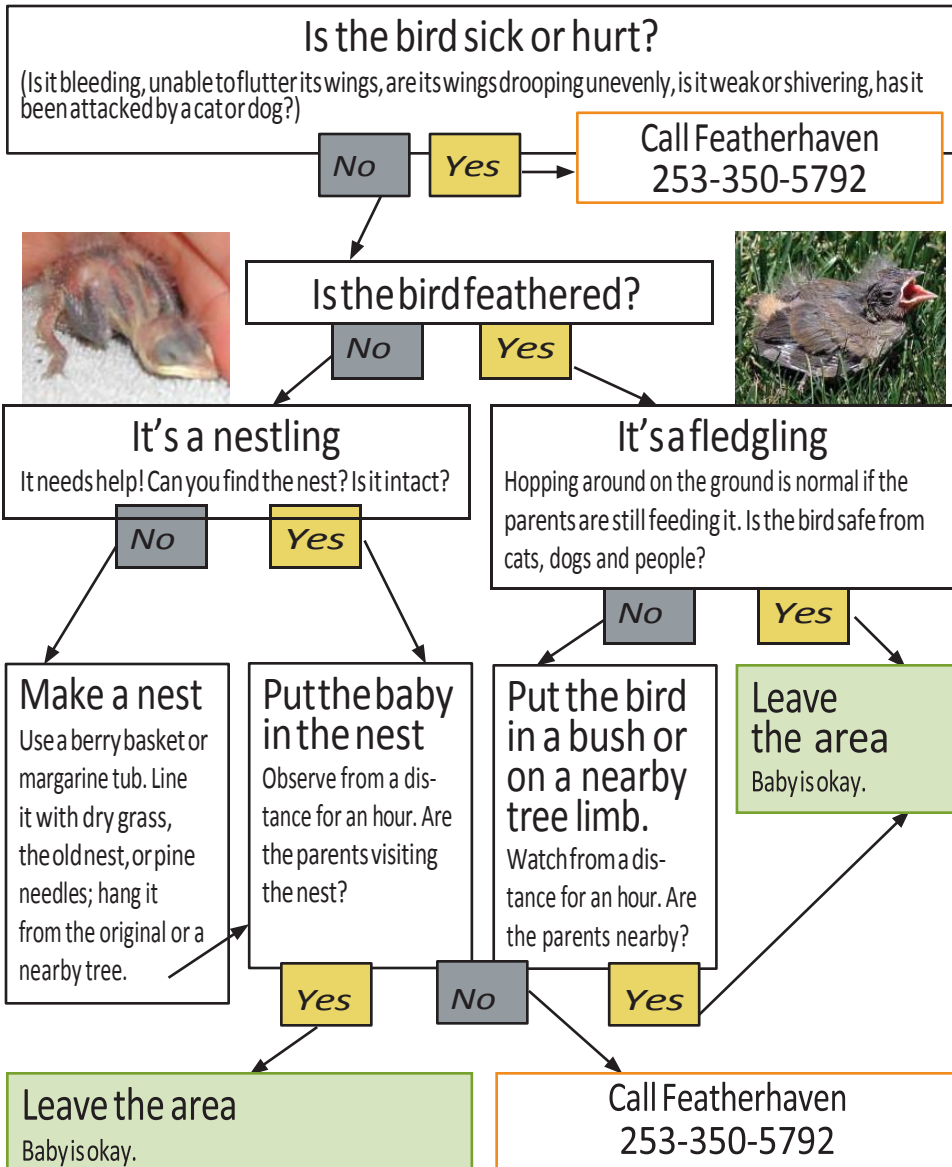 Is the bird sick or hurt?
(Is it bleeding, unable to flutter its wings, are its wings drooping unevenly, is it weak or shivering, has it
been attacked by a cat or dog?)
No
Yes
Call Featherhaven
253-350-5792
Is the bird feathered?
No
Yes
It's a nestling
It needs help! Can you find the nest? Is it intact?
No
Yes
It's a fledgling
Hopping around on the ground is normal if the
parents are still feeding it. Is the bird safe from
cats, dogs and people?
No
Yes
Make a nest
Use a berry basket or
margarine tub. Line
it with dry grass,
the old nest, or pine
needles; hang it
from the original or a
nearby tree.
Put the baby
in the nest
Observe from a dis-
tance for an hour. Are
the parents visiting
the nest?
Put the bird
in a bush or
on a nearby
tree limb.
Watch from a dis-
tance for an hour. Are
the parents nearby?
Leave
the area
Baby is okay.
Yes
No
Yes
Leave the area
Baby is okay.
Call Featherhaven
253-350-5792